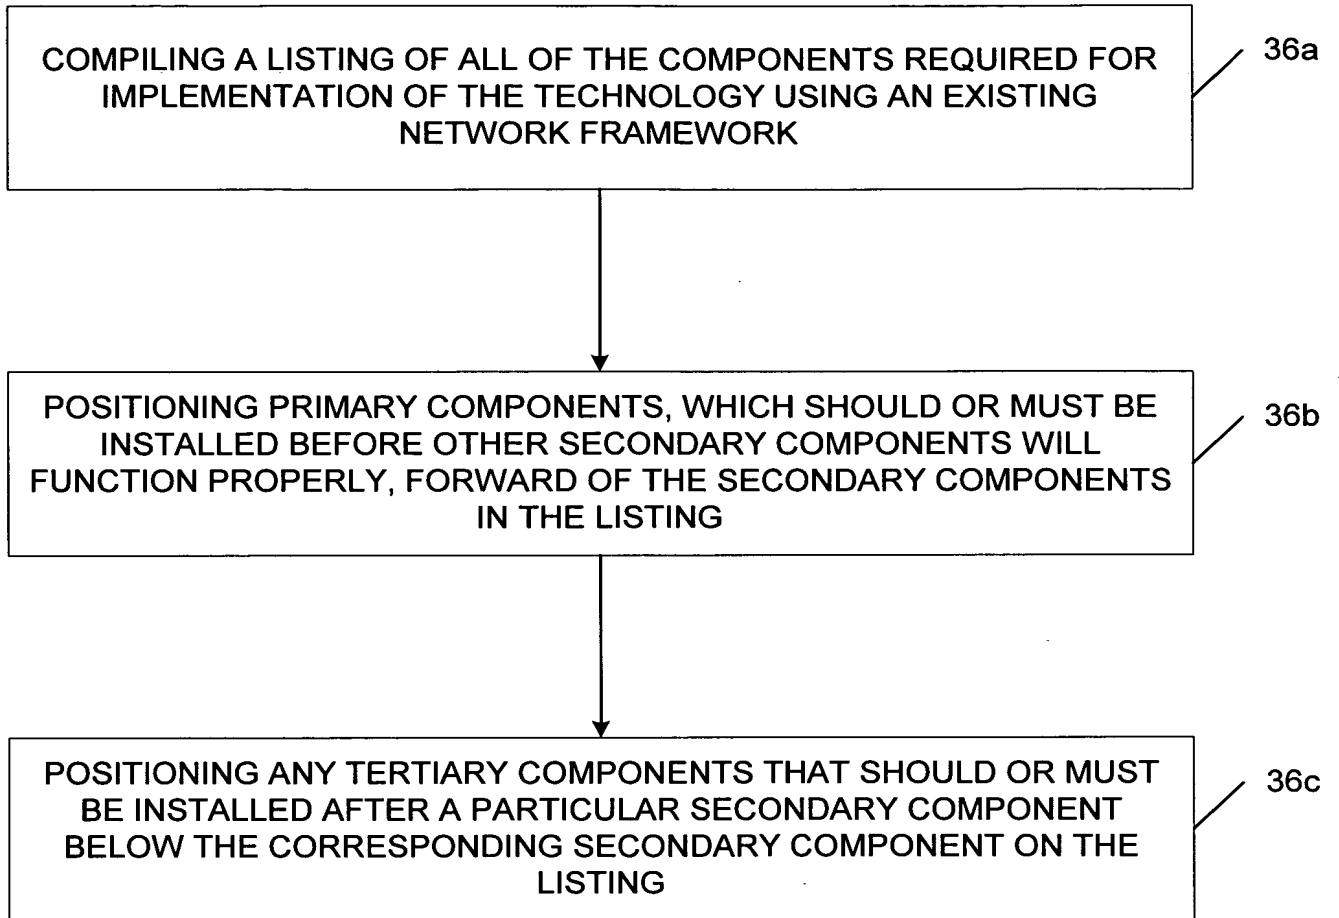 COMPILING A LISTING OF ALL OF THE COMPONENTS REQUIRED FOR
IMPLEMENTATION OF THE TECHNOLOGY USING AN EXISTING
NETWORK FRAMEWORK
36a
POSITIONING PRIMARY COMPONENTS, WHICH SHOULD OR MUST BE
INSTALLED BEFORE OTHER SECONDARY COMPONENTS WILL
FUNCTION PROPERLY, FORWARD OF THE SECONDARY COMPONENTS
IN THE LISTING
36b
POSITIONING ANY TERTIARY COMPONENTS THAT SHOULD OR MUST
BE INSTALLED AFTER A PARTICULAR SECONDARY COMPONENT
BELOW THE CORRESPONDING SECONDARY COMPONENT ON THE
LISTING
36c